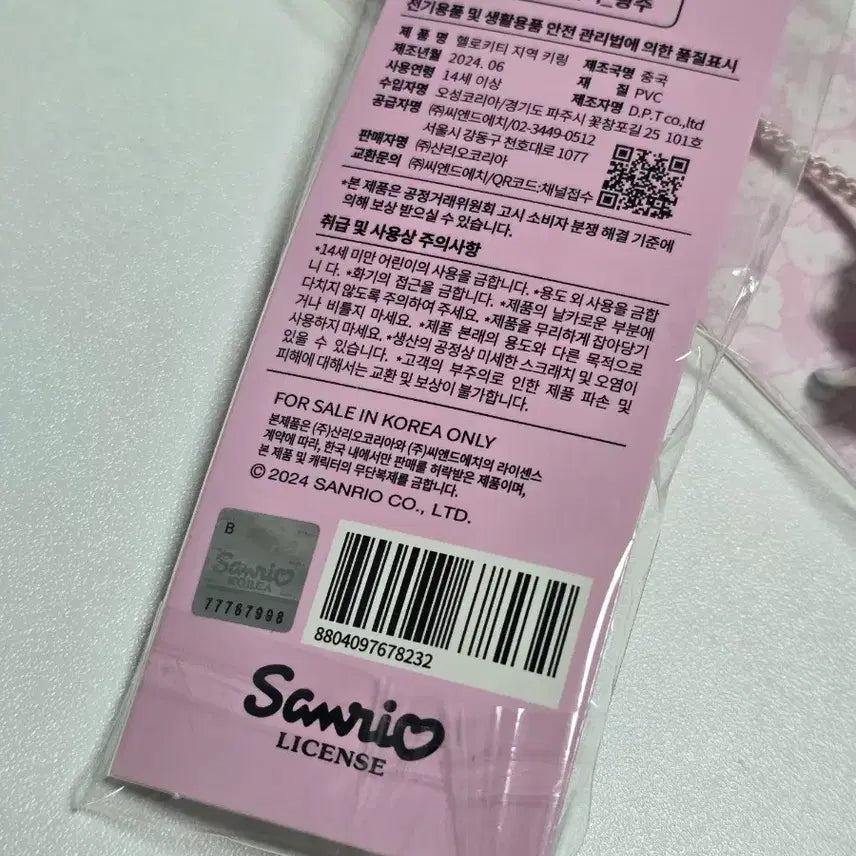 광주
전기용품 및 생활용품 안전 관리법에 의한 품질표시
제 품 명 헬로키티 지역 키링
제조년월 2024. 06 제조국명 중국
사용연령 14세 이상 재 질 PVC
수입자명 오성코리아/경기도 파주시 꽃창포길 25 101호
제조자명 D.P.T co.,ltd
공급자명 (주)씨엔드에치/02-3449-0512
서울시 강동구 천호대로 1077
판매자명 (주)산리오코리아
교환문의 (주)씨엔드에치/QR코드:채널접수
*본 제품은 공정거래위원회 고시 소비자 분쟁 해결 기준에
의해 보상 받으실 수 있습니다.
취급 및 사용상 주의사항
*14세 미만 어린이의 사용을 금합니다. *용도 외 사용을 금합
니 다. *화기의 접근을 금합니다. *제품의 날카로운 부분에
다치지 않도록 주의하여 주세요. *제품을 무리하게 잡아당기
거나 비틀지 마세요. *제품 본래의 용도와 다른 목적으로
사용하지 마세요. *생산의 공정상 미세한 스크래치 및 오염이
있을 수 있습니다. *고객의 부주의로 인한 제품 파손 및
피해에 대해서는 교환 및 보상이 불가합니다.
FOR SALE IN KOREA ONLY
본제품은 (주)산리오코리아와 (주)씨엔드에치의 라이센스
계약에 따라, 한국 내에서만 판매를 허락받은 제품이며,
본 제품 및 캐릭터의 무단복제를 금합니다.
© 2024 SANRIO CO., LTD.
B
Sanrio
KOREA
77767998
8804097678232
Sanrio
LICENSE